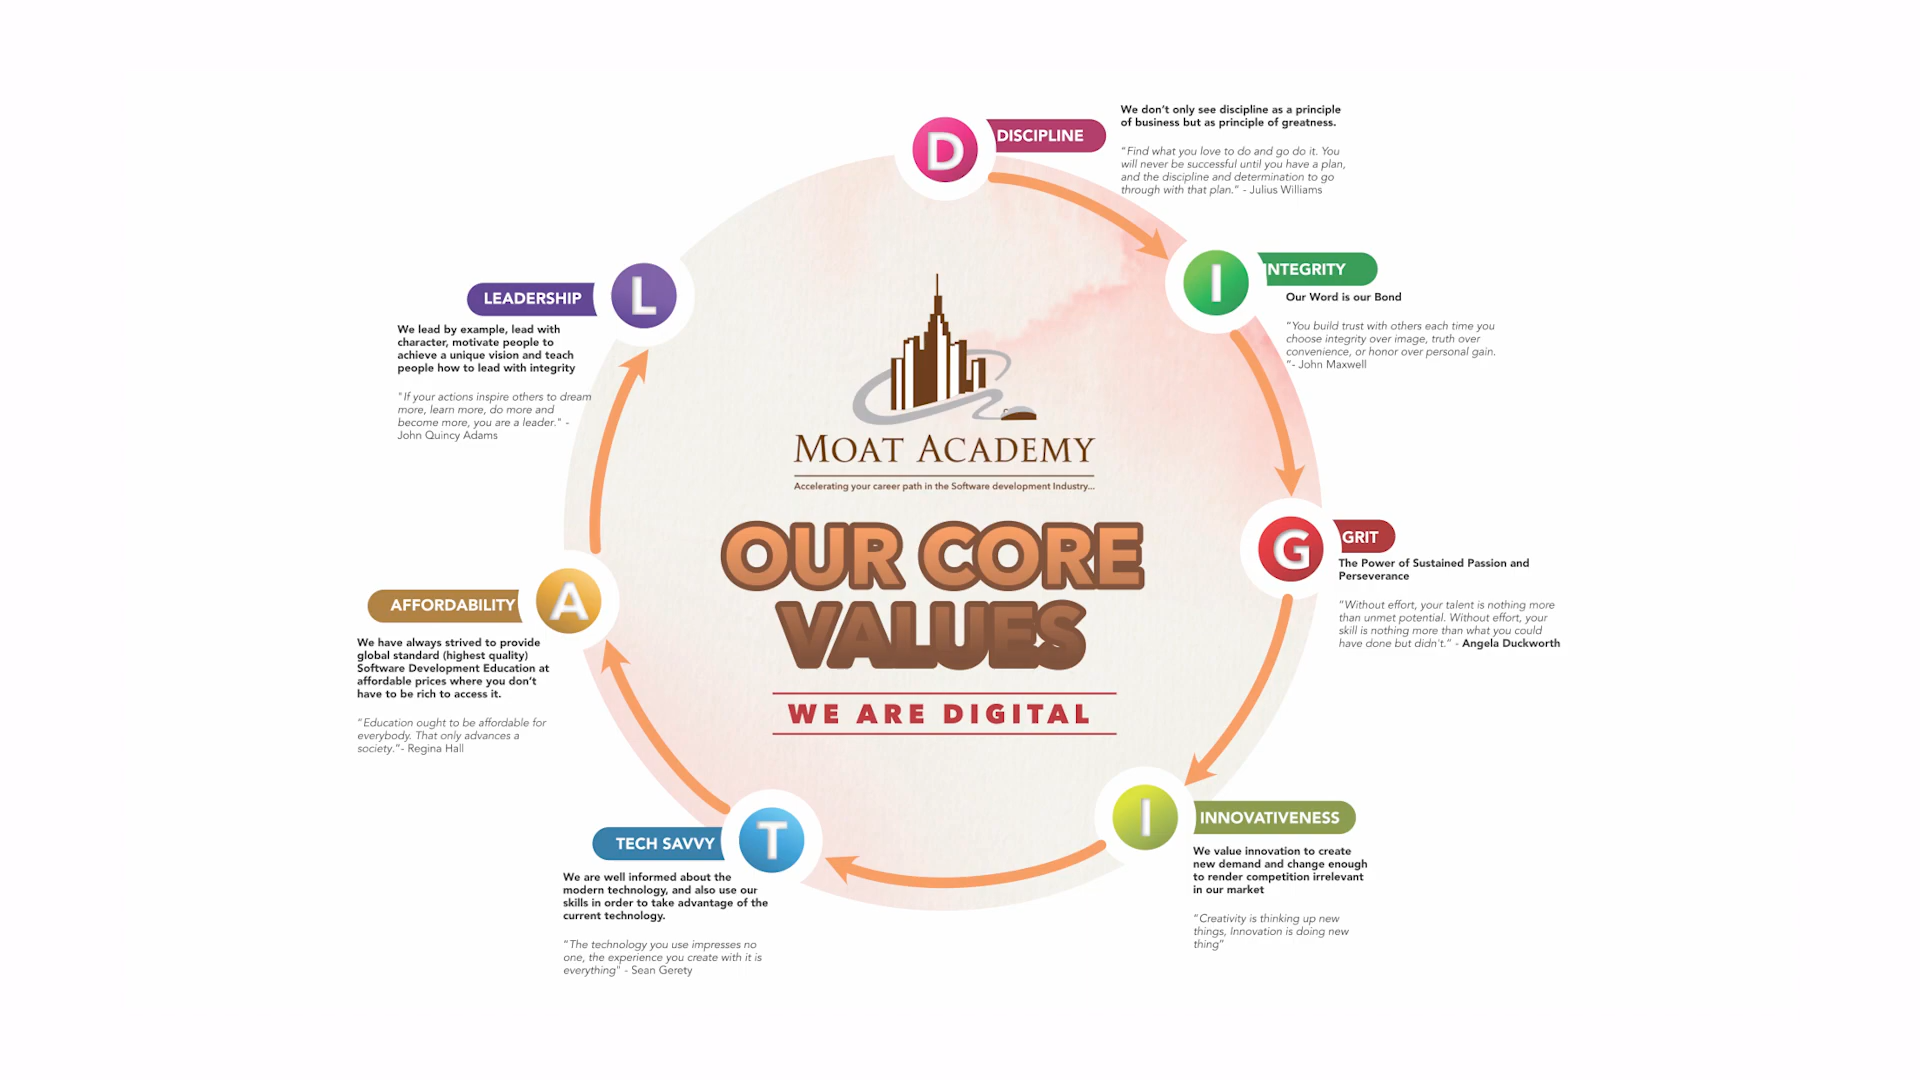 D
DISCIPLINE
We don't only see discipline as a principle
of business but as principle of greatness.
"Find what you love to do and go do it. You
will never be successful until you have a plan,
and the discipline and determination to go
through with that plan." - Julius Williams
I
INTEGRITY
Our Word is our Bond
"You build trust with others each time you
choose integrity over image, truth over
convenience, or honor over personal gain.
"- John Maxwell
G
GRIT
The Power of Sustained Passion and
Perseverance
"Without effort, your talent is nothing more
than unmet potential. Without effort, your
skill is nothing more than what you could
have done but didn't." - Angela Duckworth
I
INNOVATIVENESS
We value innovation to create
new demand and change enough
to render competition irrelevant
in our market
"Creativity is thinking up new
things, Innovation is doing new
thing"
T
TECH SAVVY
We are well informed about the
modern technology, and also use our
skills in order to take advantage of the
current technology.
"The technology you use impresses no
one, the experience you create with it is
everything" - Sean Gerety
A
AFFORDABILITY
We have always strived to provide
global standard (highest quality)
Software Development Education at
affordable prices where you don't
have to be rich to access it.
"Education ought to be affordable for
everybody. That only advances a
society."- Regina Hall
L
LEADERSHIP
We lead by example, lead with
character, motivate people to
achieve a unique vision and teach
people how to lead with integrity
"If your actions inspire others to dream
more, learn more, do more and
become more, you are a leader." -
John Quincy Adams
MOAT ACADEMY
Accelerating your career path in the Software development Industry...
OUR CORE
VALUES
WE ARE DIGITAL